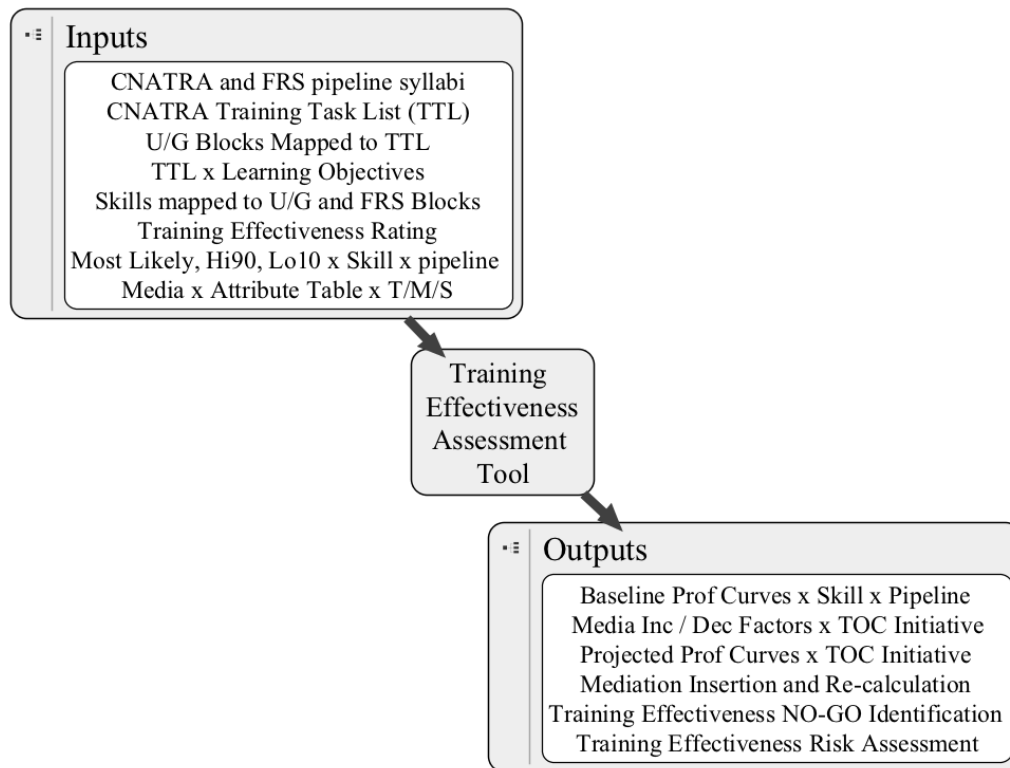 Inputs
CNATRA and FRS pipeline syllabi
CNATRA Training Task List (TTL)
U/G Blocks Mapped to TTL
TTL x Learning Objectives
Skills mapped to U/G and FRS Blocks
Training Effectiveness Rating
Most Likely, Hi90, Lo10 x Skill x pipeline
Media x Attribute Table x T/M/S
Training
Effectiveness
Assessment
Tool
Outputs
Baseline Prof Curves x Skill x Pipeline
Media Inc / Dec Factors x TOC Initiative
Projected Prof Curves x TOC Initiative
Mediation Insertion and Re-calculation
Training Effectiveness NO-GO Identification
Training Effectiveness Risk Assessment